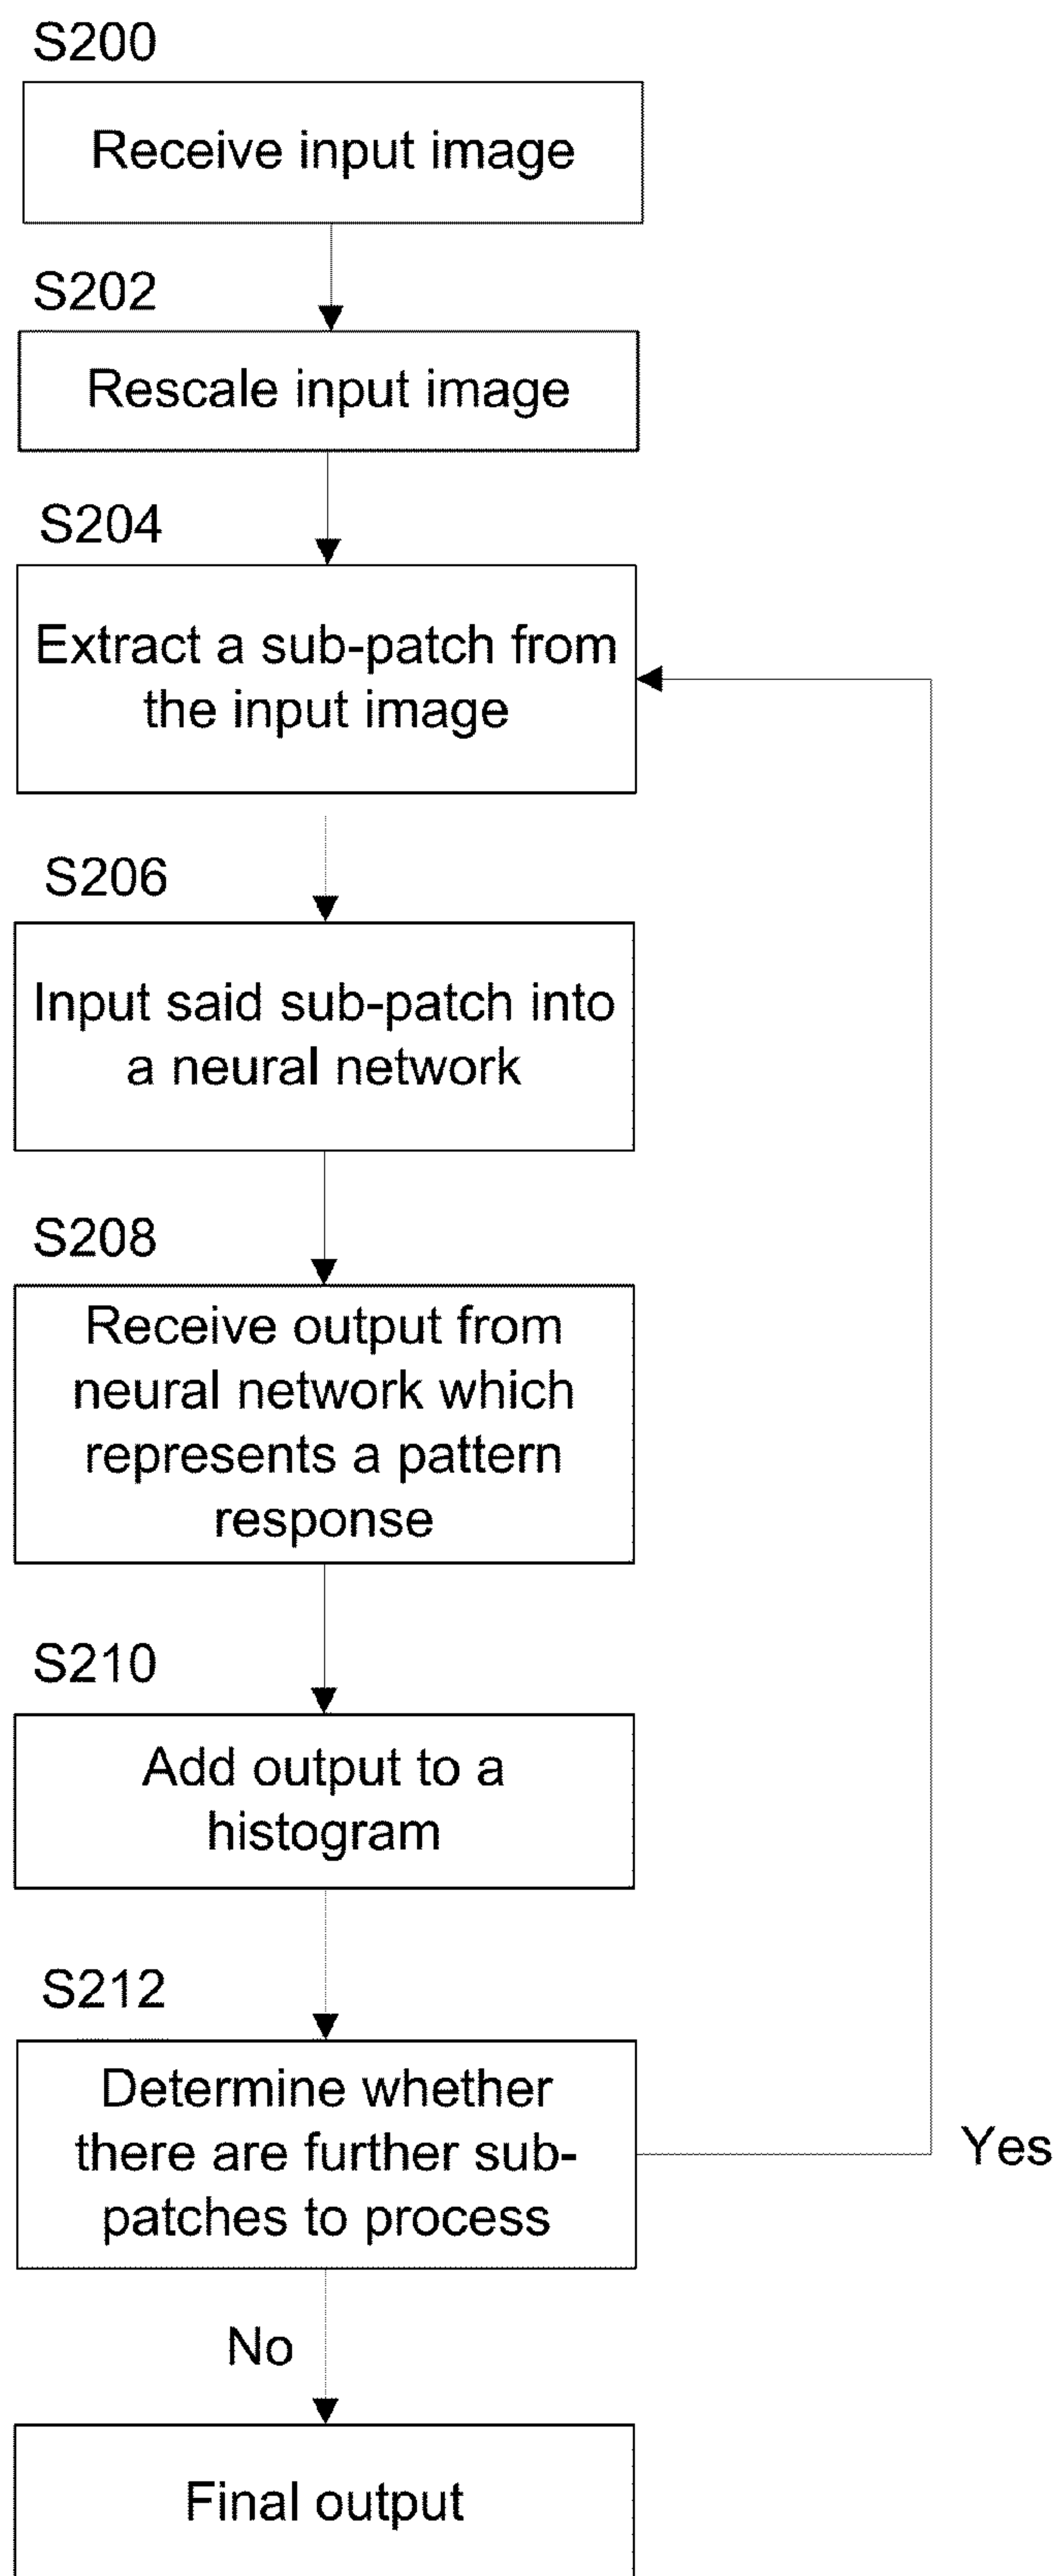 S200
Receive input image
S202
Rescale input image
S204
Extract a sub-patch from
the input image
S206
Input said sub-patch into
a neural network
S208
Receive output from
neural network which
represents a pattern
response
S210
Add output to a
histogram
S212
Determine whether
there are further sub-
patches to process
Yes
No
Final output